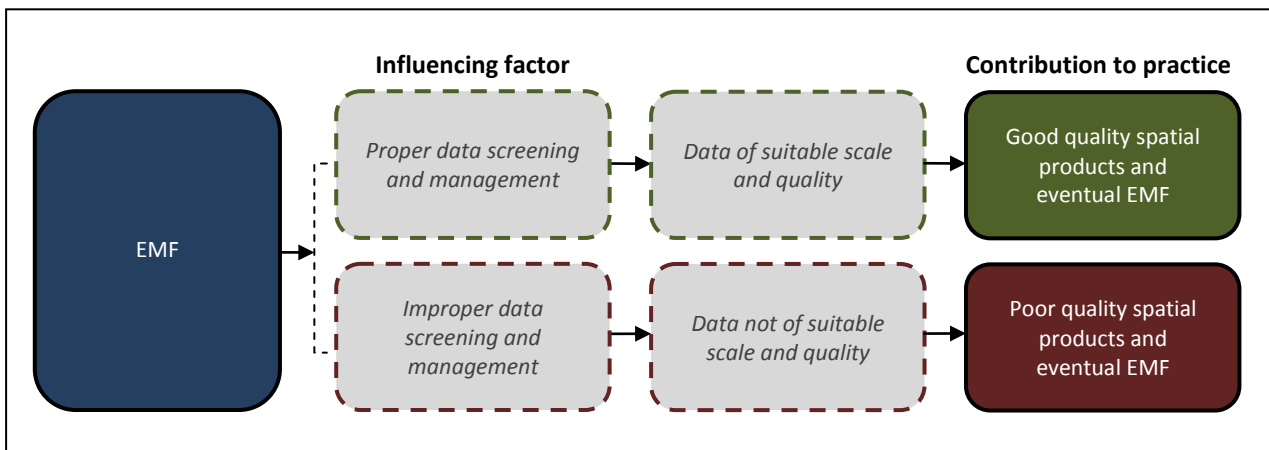 Influencing factor
Contribution to practice
EMF
Proper data screening
and management
Data of suitable scale
and quality
Good quality spatial
products and
eventual EMF
Improper data
screening and
management
Data not of suitable
scale and quality
Poor quality spatial
products and
eventual EMF